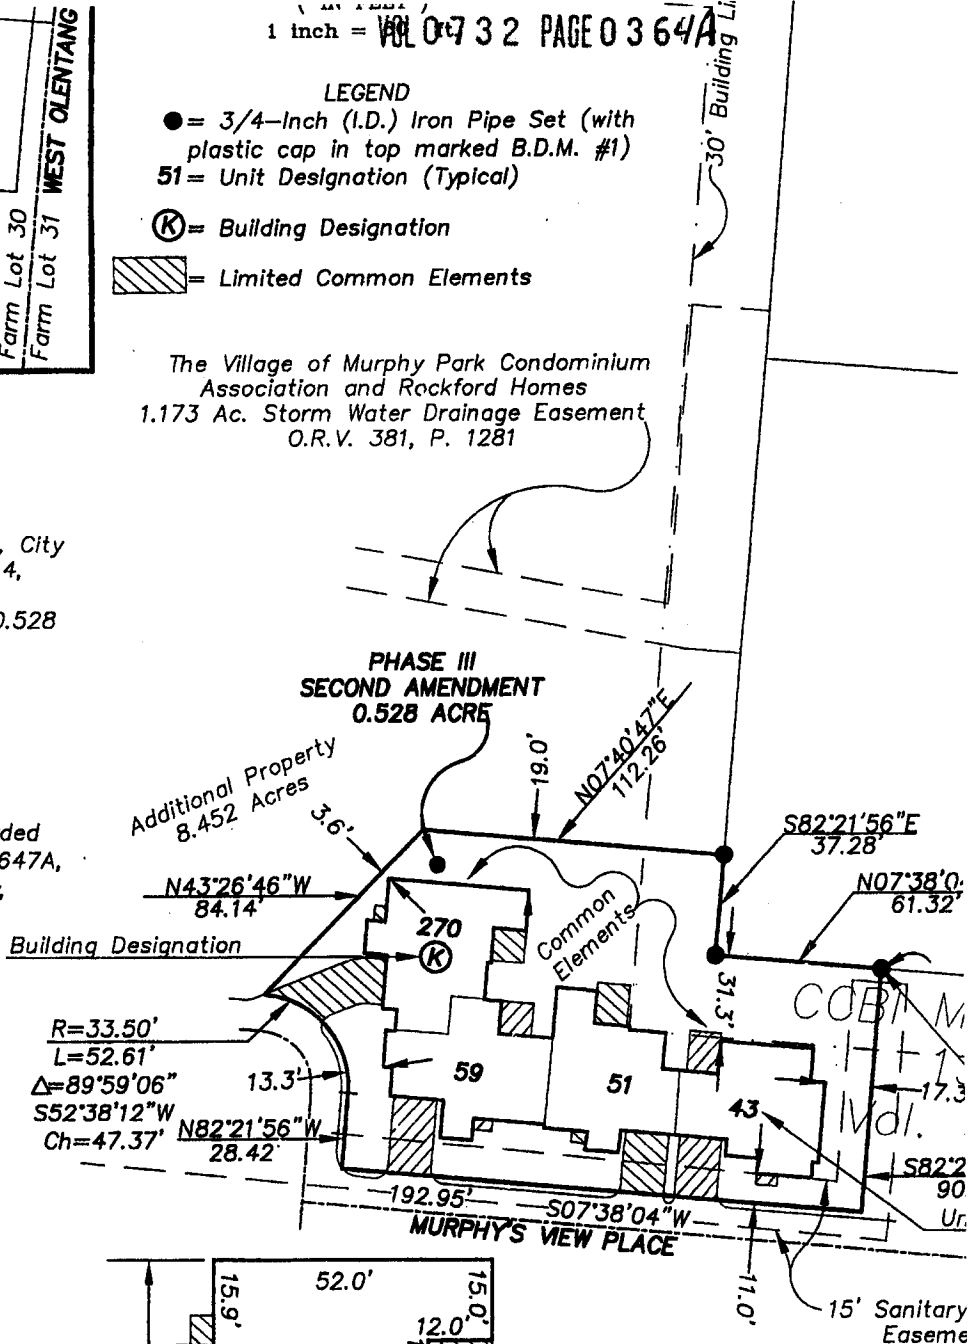 1 inch =
VOL 0732 PAGE 0364A
WEST OLENTANG
Farm Lot 30
Farm Lot 31
LEGEND
= 3/4-Inch (I.D.) Iron Pipe Set (with
plastic cap in top marked B.D.M. #1)
51 = Unit Designation (Typical)
K = Building Designation
= Limited Common Elements
30' Building Li
The Village of Murphy Park Condominium
Association and Rockford Homes
1.173 Ac. Storm Water Drainage Easement
O.R.V. 381, P. 1281
, City
4,
0.528
PHASE III
SECOND AMENDMENT
0.528 ACRE
Additional Property
8.452 Acres
3.6'
19.0'
N07°40'47"E
112.26'
S82°21'56"E
37.28'
N07°38'0
61.32'
ded
647A,
N43°26'46"W
84.14'
270
Building Designation
K
Common
Elements
31.3'
R=33.50'
L=52.61'
Δ=89°59'06"
S52°38'12"W
Ch=47.37'
13.3'
N82°21'56"W
28.42'
59
51
43
17.3
Vol.
S82°2
90
192.95'
S07°38'04"W
MURPHY'S VIEW PLACE
11.0'
15' Sanitary
Easeme
15.9'
52.0'
15.0'
12.0'